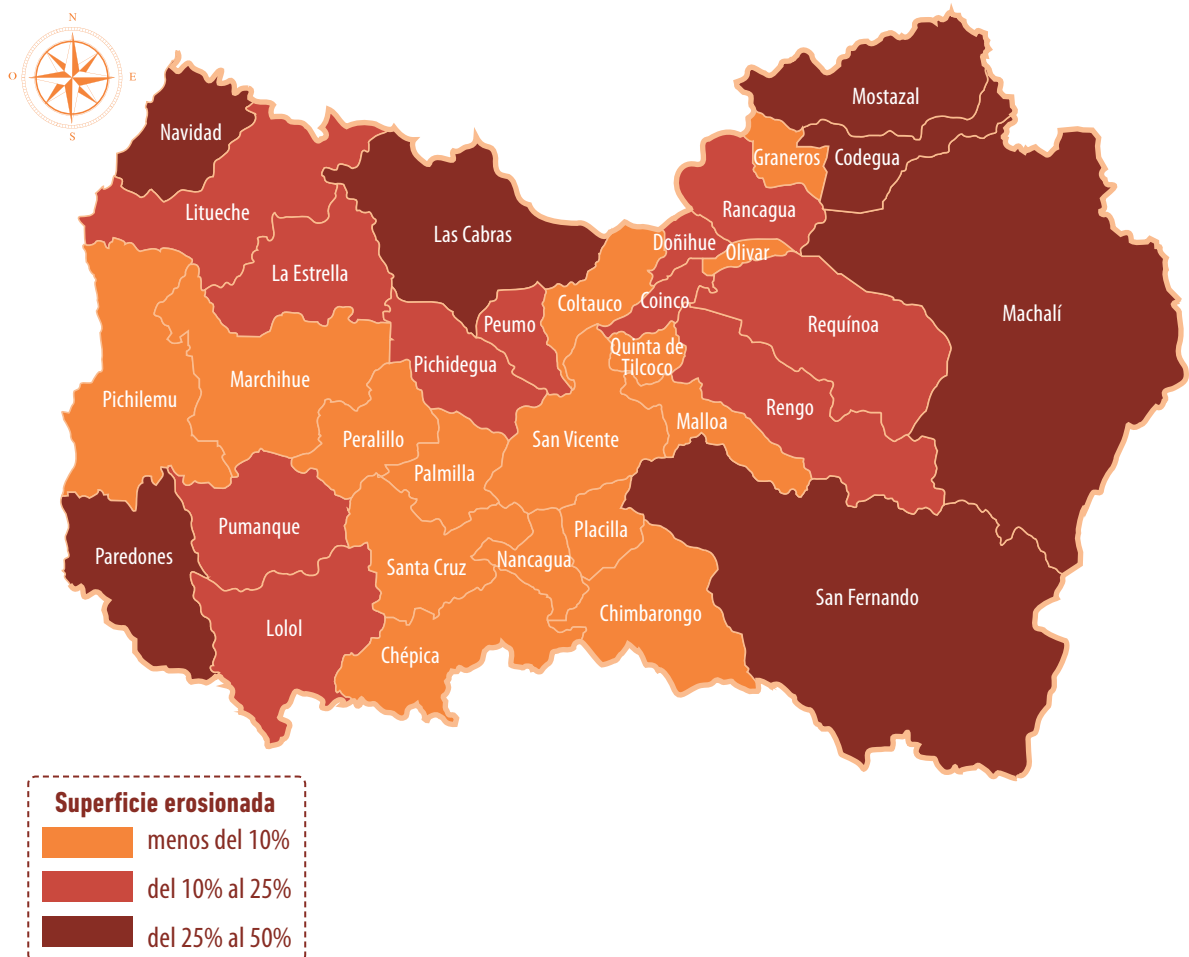 N
O
E
S
Mostazal
Navidad
Graneros
Codegua
Litueche
Rancagua
Las Cabras
Doñihue
Olivar
La Estrella
Coltauco
Coinco
Machalí
Peumo
Requínoa
Quinta de
Tilcoco
Pichidegua
Marchihue
Pichilemu
Rengo
Malloa
Peralillo
San Vicente
Palmilla
Pumanque
Placilla
Paredones
Nancagua
Santa Cruz
San Fernando
Chimbarongo
Lolol
Chépica
Superficie erosionada
menos del 10%
del 10% al 25%
del 25% al 50%